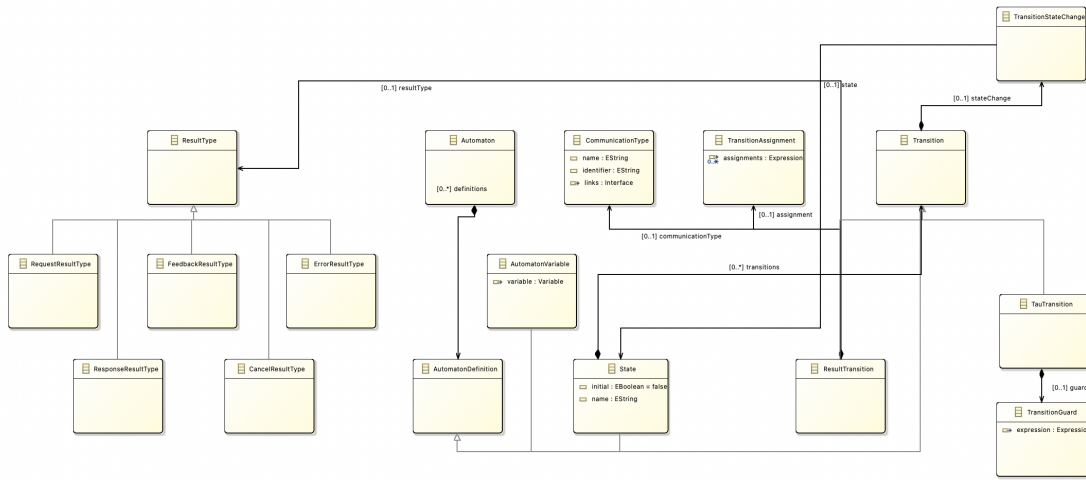 TransitionStateChange
[0..1] resultType
[0..1] state
[0..1] stateChange
ResultType
Automaton
CommunicationType
TransitionAssignment
Transition
name : EString
identifier : EString
links : Interface
assignments : Expression
0..*
[0..*] definitions
[0..1] assignment
[0..1] communicationType
RequestResultType
FeedbackResultType
ErrorResultType
AutomatonVariable
variable : Variable
[0..*] transitions
TauTransition
ResponseResultType
CancelResultType
AutomatonDefinition
State
initial : EBoolean = false
name : EString
ResultTransition
[0..1] guard
TransitionGuard
expression : Expressio